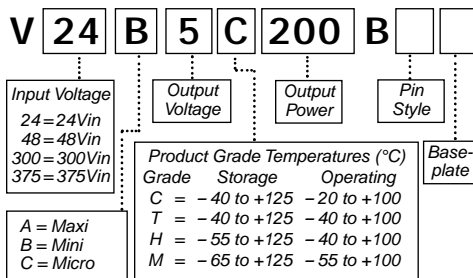 V 24 B 5 C 200 B
Input Voltage
24 = 24Vin
48 = 48Vin
300 = 300Vin
375 = 375Vin
Output
Voltage
Output
Power
Pin
Style
Base-
plate
Product Grade Temperatures (°C)
Grade Storage Operating
C = – 40 to +125 – 20 to +100
T = – 40 to +125 – 40 to +100
H = – 55 to +125 – 40 to +100
M = – 65 to +125 – 55 to +100
A = Maxi
B = Mini
C = Micro